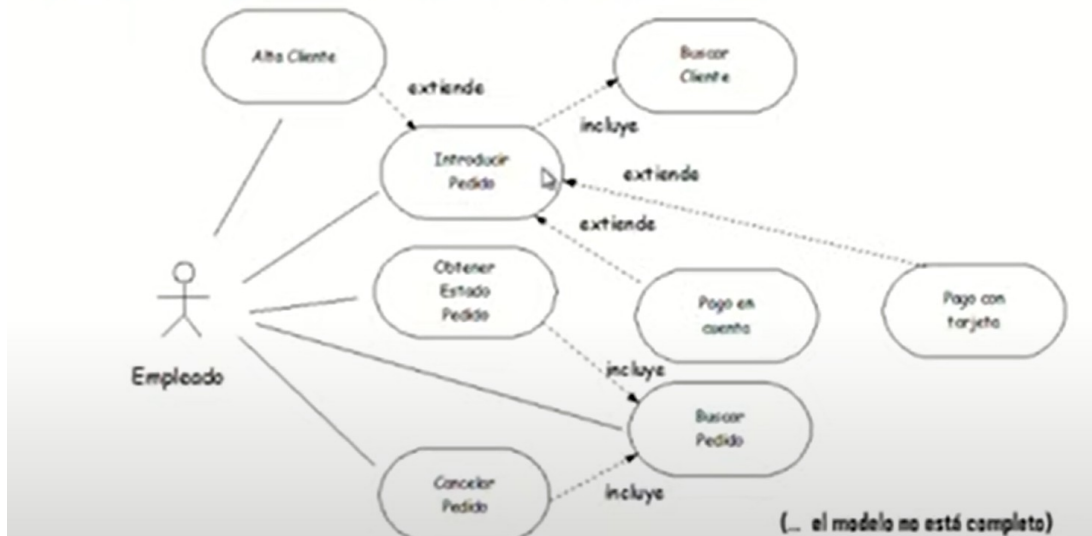 Alta Cliente
Buscar
Cliente
extiende
incluye
Introducir
Pedido
extiende
extiende
Obtener
Estado
Pedido
Pago en
cuenta
Pago con
tarjeta
Empleado
incluye
Buscar
Pedido
Cancelar
Pedido
incluye
(... el modelo no está completo)